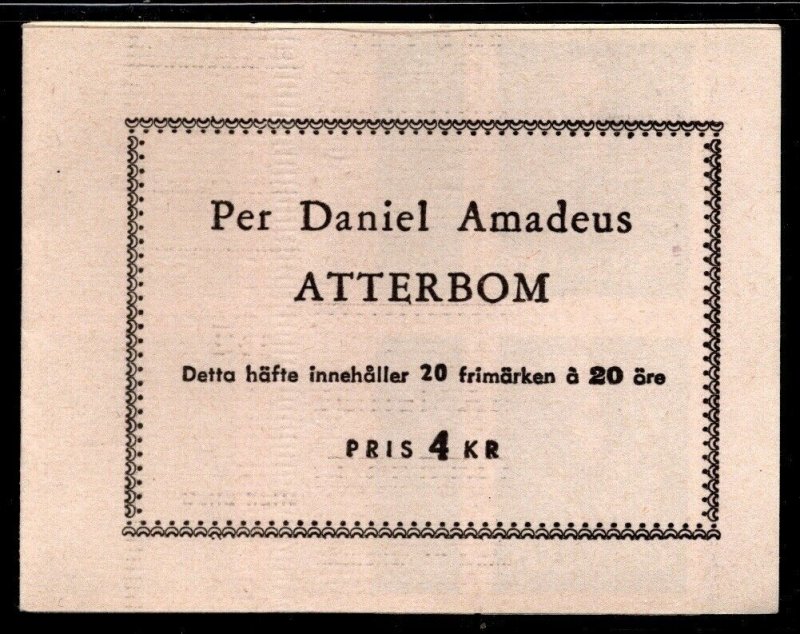 Per Daniel Amadeus
ATTERBOM
Detta häfte innehåller 20 frimärken à 20 öre
PRIS 4 KR